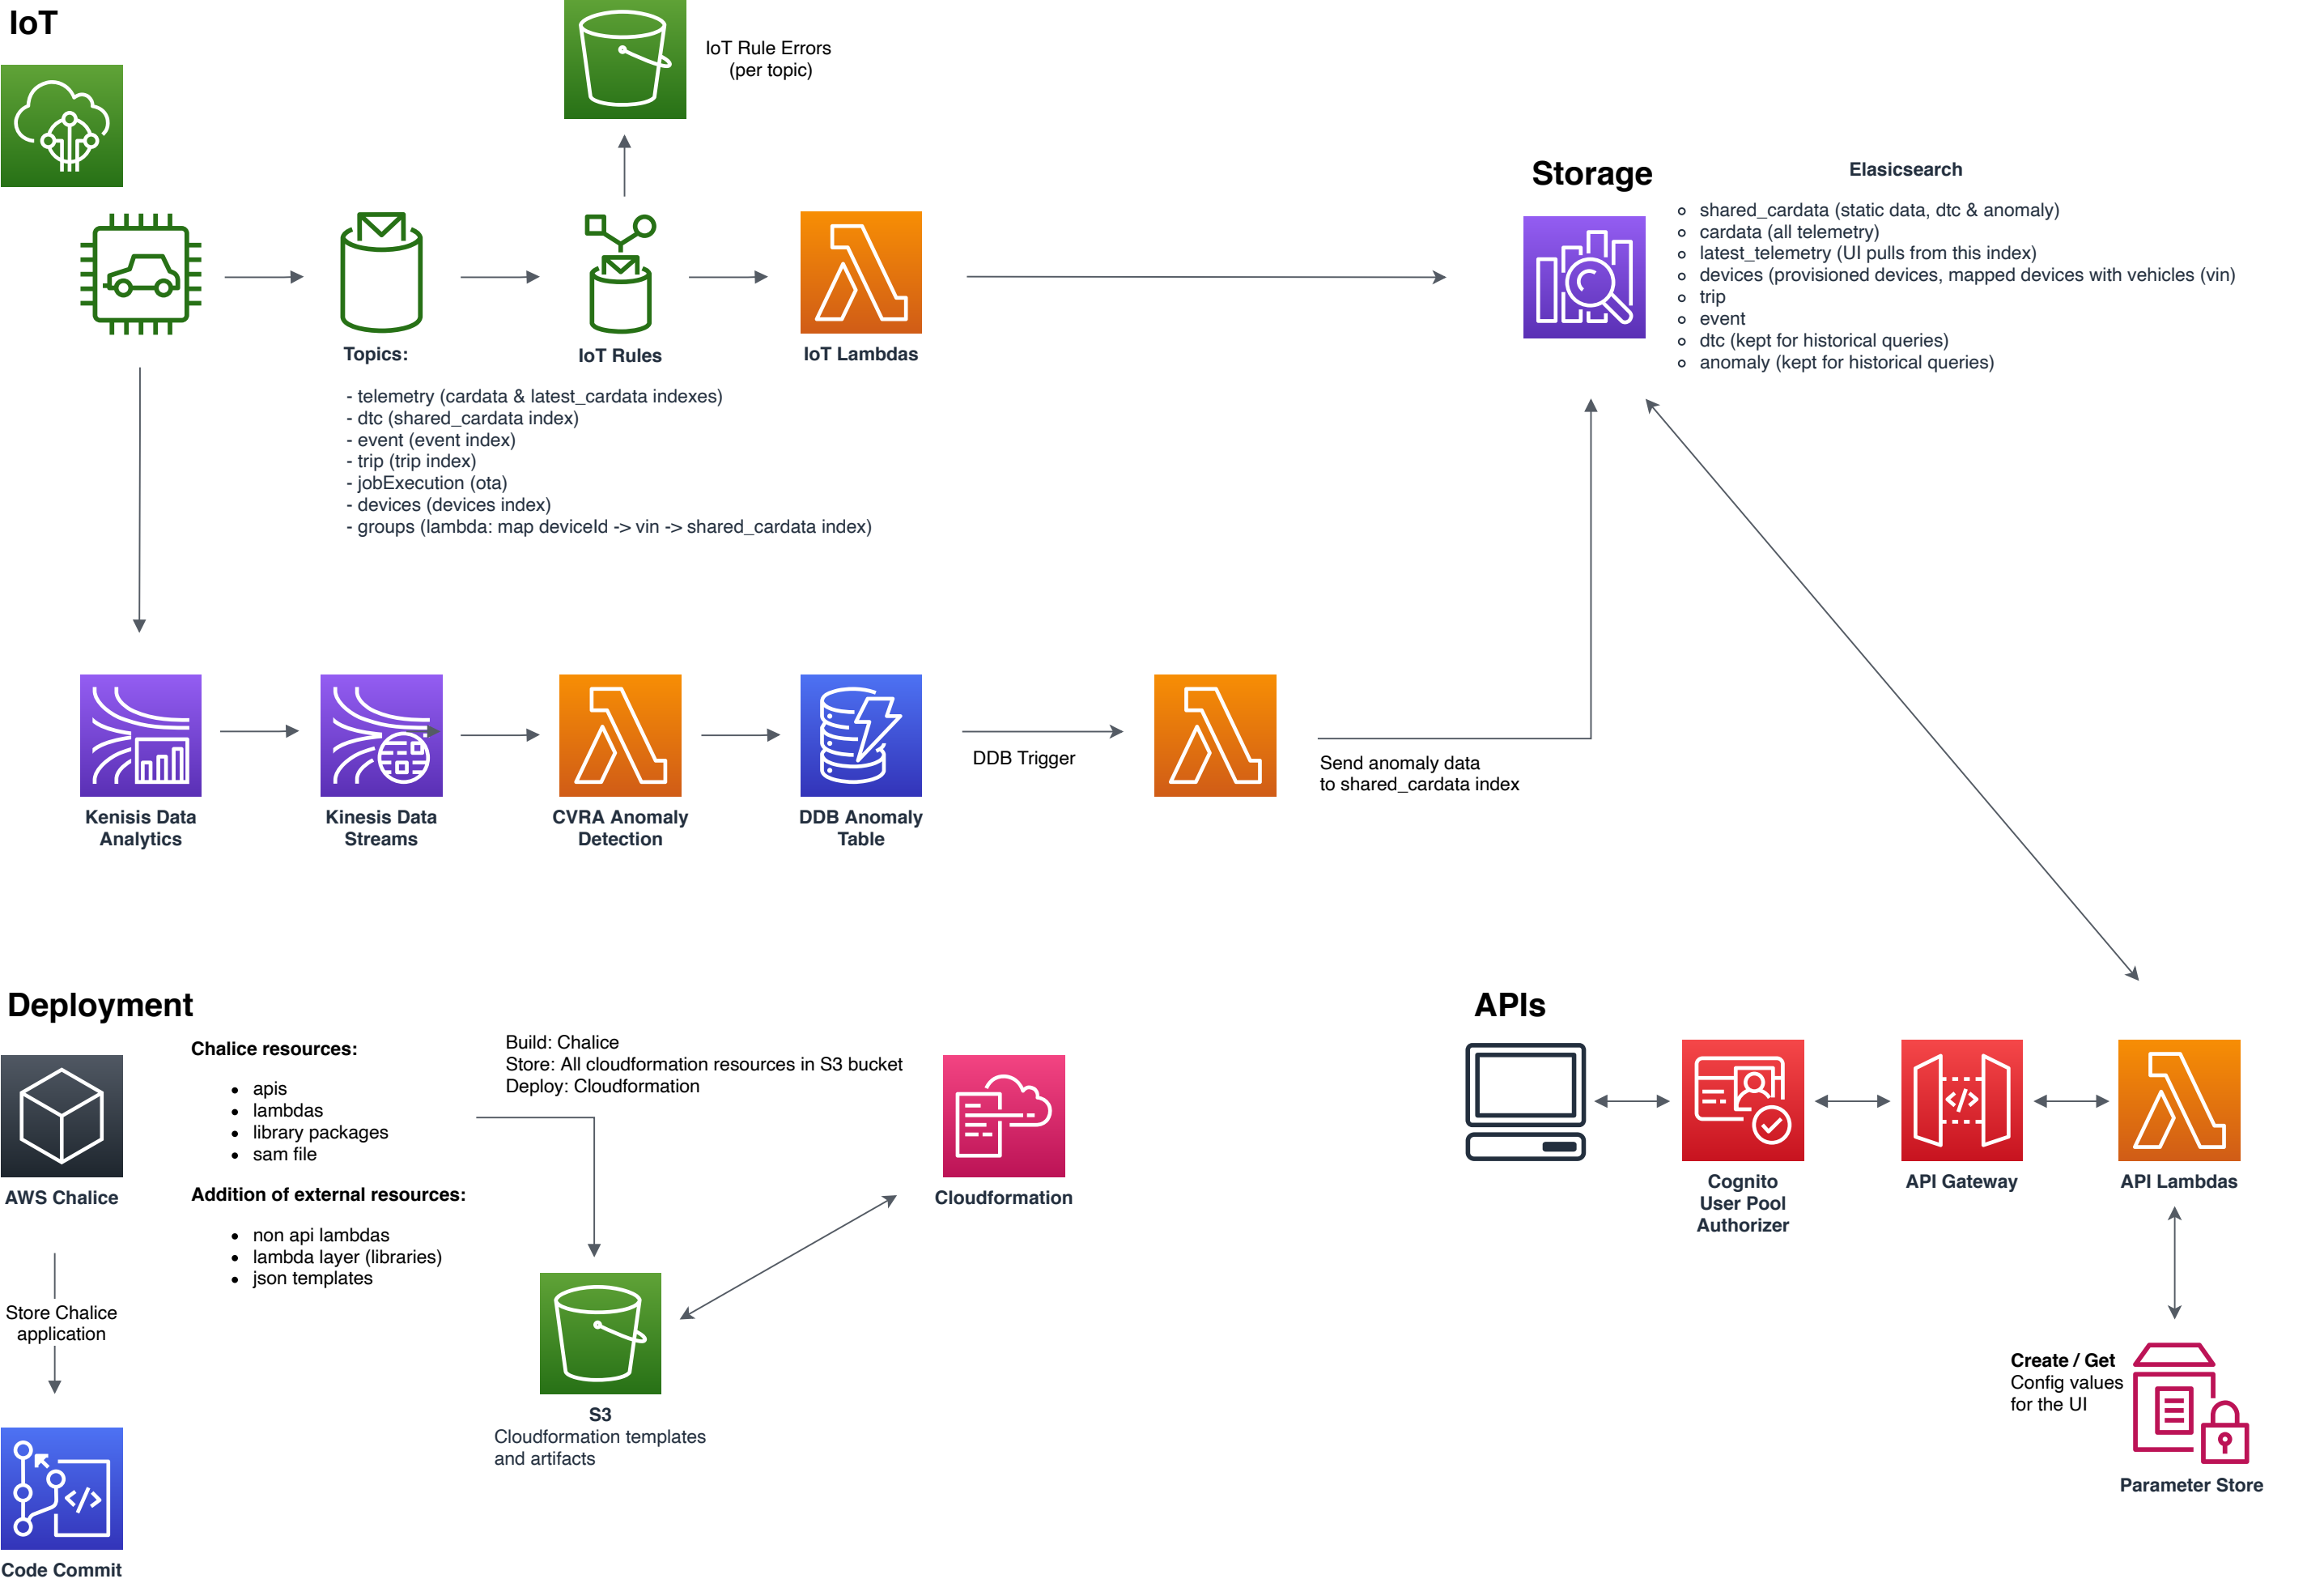 IoT
IoT Rule Errors
(per topic)
Storage
Elasicsearch
shared_cardata (static data, dtc & anomaly)
cardata (all telemetry)
latest_telemetry (UI pulls from this index)
devices (provisioned devices, mapped devices with vehicles (vin)
trip
event
dtc (kept for historical queries)
anomaly (kept for historical queries)
Topics:
IoT Rules
IoT Lambdas
- telemetry (cardata & latest_cardata indexes)
- dtc (shared_cardata index)
- event (event index)
- trip (trip index)
- jobExecution (ota)
- devices (devices index)
- groups (lambda: map deviceId -> vin -> shared_cardata index)
Kenisis Data
Analytics
Kinesis Data
Streams
CVRA Anomaly
Detection
DDB Anomaly
Table
DDB Trigger
Send anomaly data
to shared_cardata index
Deployment
AWS Chalice
Chalice resources:
apis
lambdas
library packages
sam file
Addition of external resources:
non api lambdas
lambda layer (libraries)
json templates
Build: Chalice
Store: All cloudformation resources in S3 bucket
Deploy: Cloudformation
Cloudformation
Store Chalice
application
S3
Cloudformation templates
and artifacts
Code Commit
APIs
</>
Cognito
User Pool
Authorizer
API Gateway
API Lambdas
Create / Get
Config values
for the UI
Parameter Store
</>